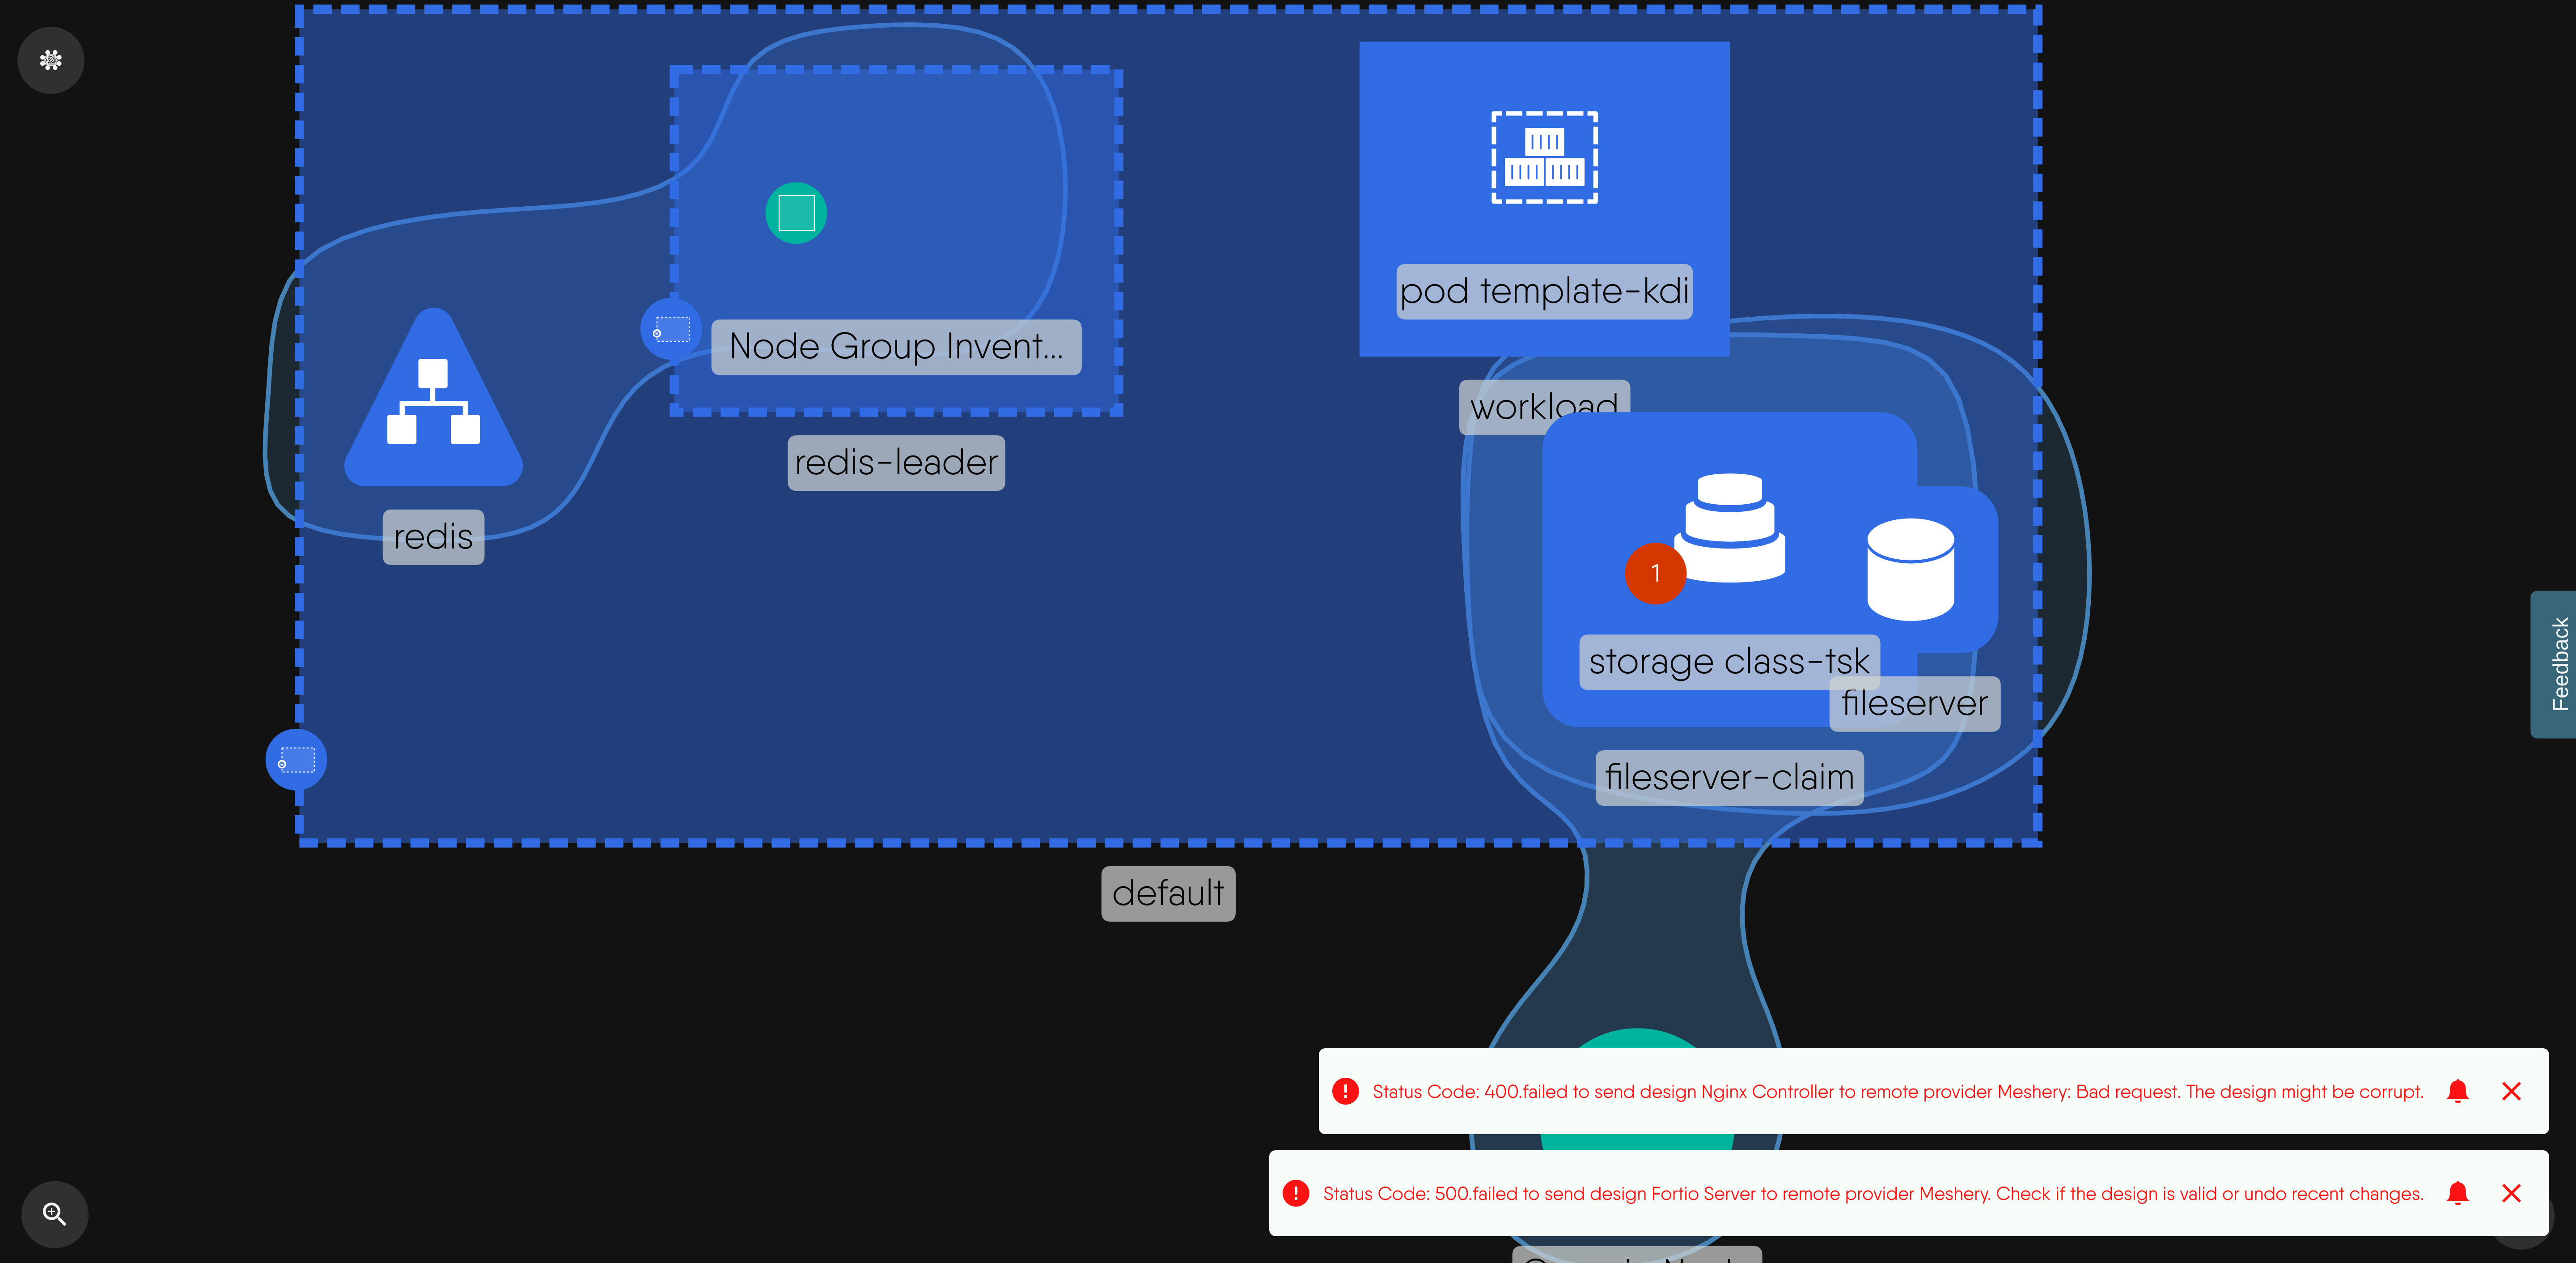 pod template-kdi
Node Group Invent...
workload
redis-leader
redis
1
storage class-tsk
fileserver
fileserver-claim
default
Feedback
Status Code: 400.failed to send design Nginx Controller to remote provider Meshery: Bad request. The design might be corrupt.
Status Code: 500.failed to send design Fortio Server to remote provider Meshery. Check if the design is valid or undo recent changes.